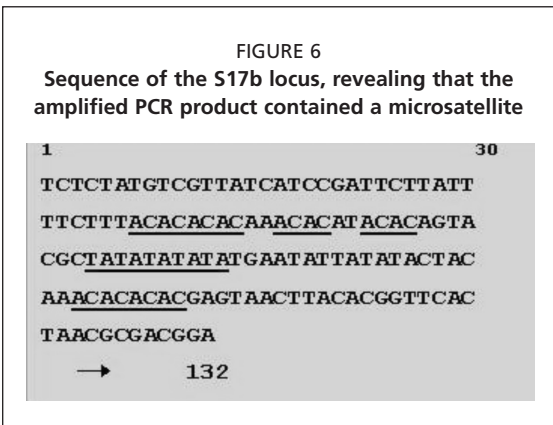 FIGURE 6
Sequence of the S17b locus, revealing that the
amplified PCR product contained a microsatellite
1 30
TCTCTATGTCGTTATCATCCGATTCTTATT
TTCTTTACACACACAAACACATACACAGTA
CGCTATATATATATGAATATTATATACTAC
AAACACACACGAGTAACTTACACGGTTCAC
TAACGCGACGGA
→ 132